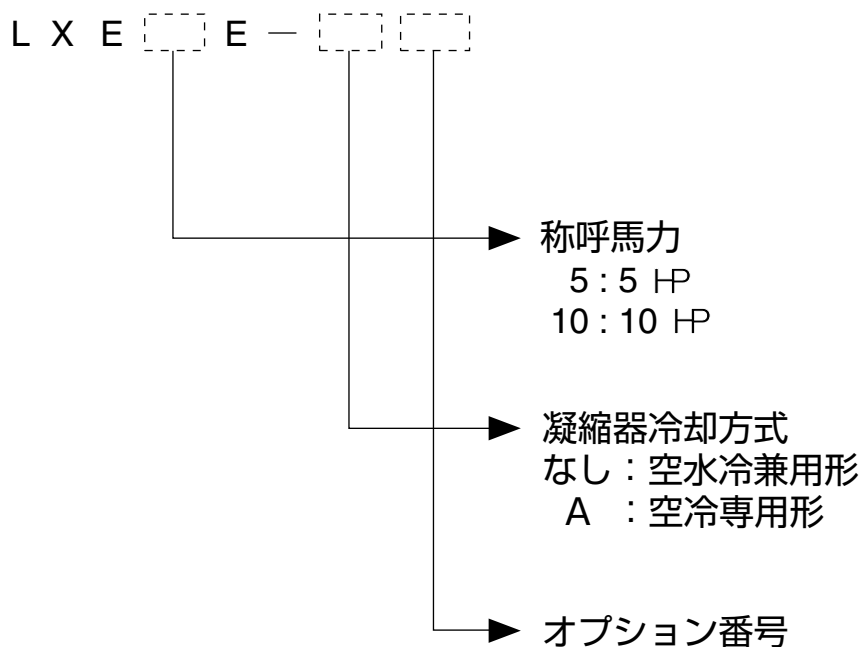 LXE E —
称呼馬力
5 : 5 HP
10 : 10 HP
凝縮器冷却方式
なし：空水冷兼用形
A ：空冷専用形
オプション番号